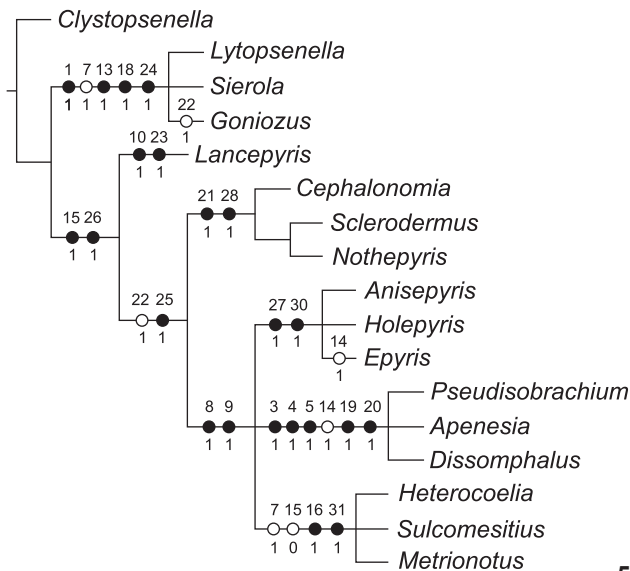 Clystopsenella
Lytopsenella
1 7 13 18 24
Sierola
1 1 1 1 1
22
Goniozus
1
10 23
Lancepyris
1 1
Cephalonomia
21 28
1 1
Sclerodermus
15 26
1 1
Nothepyris
Anisepyris
22 25
1 1
27 30
Holepyris
1 1
14
Epyris
1
Pseudisobrachium
8 9
1 1
3 4 5 14 19 20
Apenesia
1 1 1 1 1 1
Dissomphalus
Heterocoelia
7 15 16 31
Sulcomesitius
1 0 1 1
Metrionotus